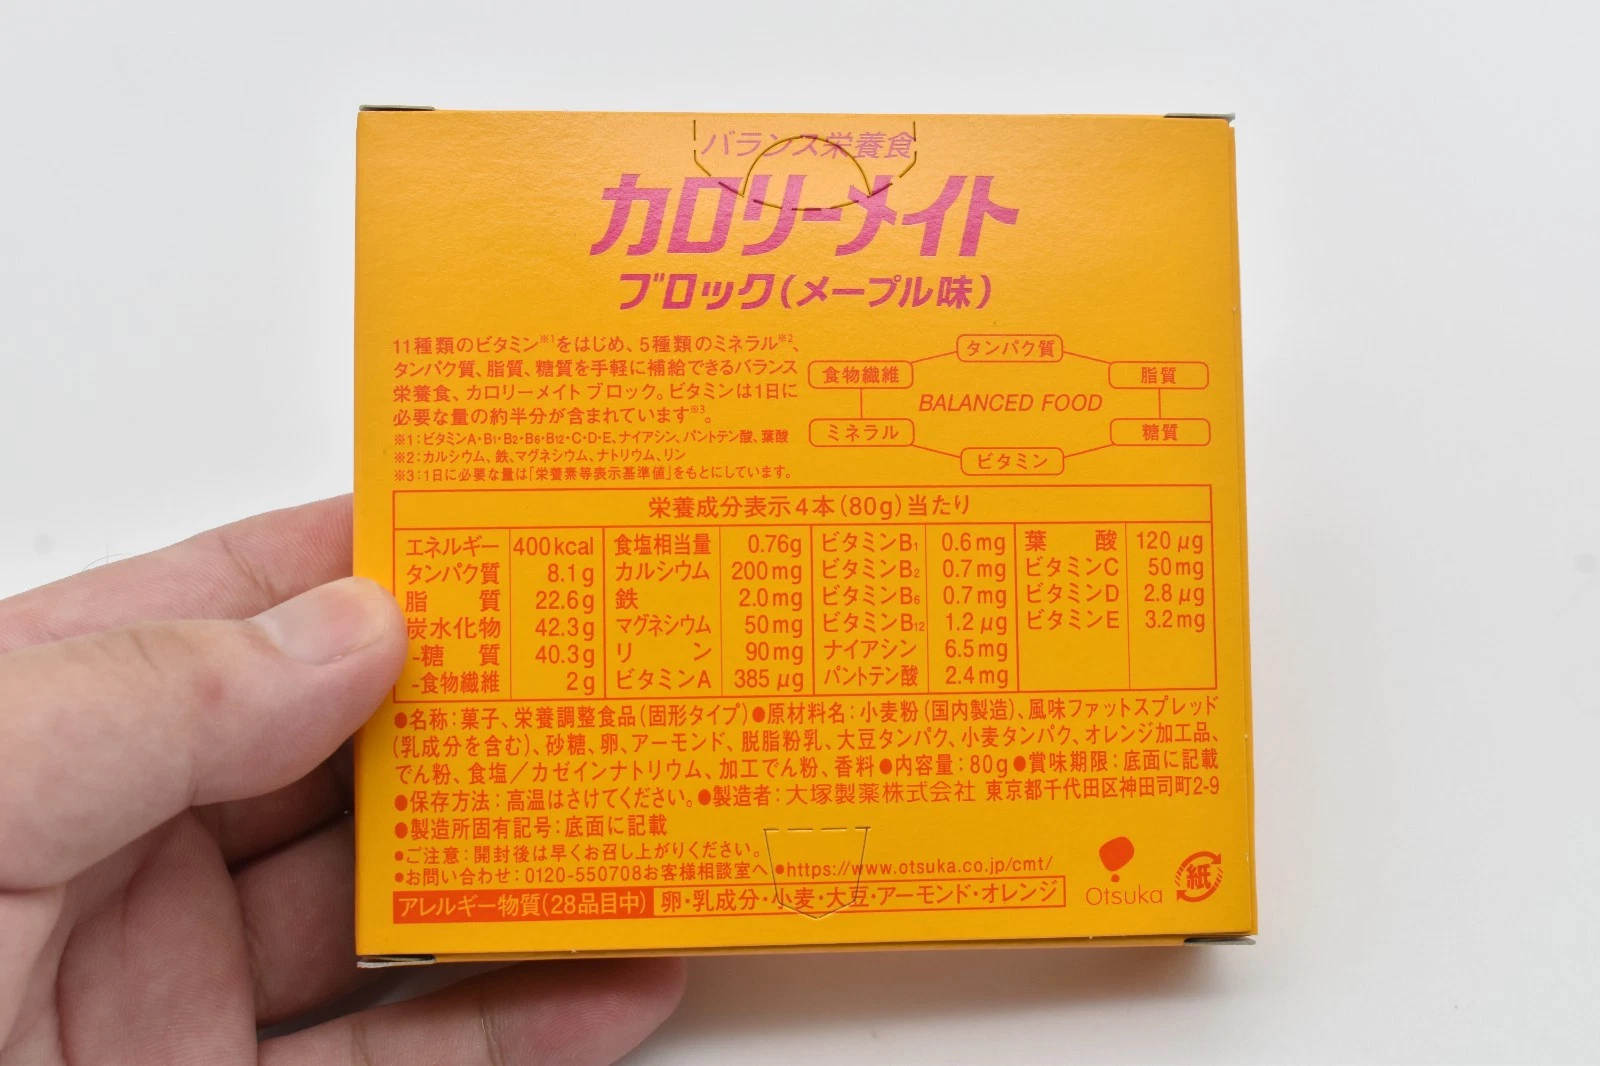 バランス栄養食
カロリーメイト
ブロック(メープル味)
11種類のビタミン※1をはじめ、5種類のミネラル※2、
タンパク質、脂質、糖質を手軽に補給できるバランス
栄養食、カロリーメイト ブロック。ビタミンは1日に
必要な量の約半分が含まれています※3。
※1:ビタミンA・B1・B2・B6・B12・C・D・E、ナイアシン、パントテン酸、葉酸
※2:カルシウム、鉄、マグネシウム、ナトリウム、リン
※3:1日に必要な量は「栄養素等表示基準値」をもとにしています。
タンパク質
食物繊維 脂質
BALANCED FOOD
ミネラル 糖質
ビタミン
栄養成分表示4本(80g)当たり
エネルギー 400kcal 食塩相当量 0.76g ビタミンB1 0.6mg 葉酸 120μg
タンパク質 8.1g カルシウム 200mg ビタミンB2 0.7mg ビタミンC 50mg
脂質 22.6g 鉄 2.0mg ビタミンB6 0.7mg ビタミンD 2.8μg
炭水化物 42.3g マグネシウム 50mg ビタミンB12 1.2μg ビタミンE 3.2mg
-糖質 40.3g リン 90mg ナイアシン 6.5mg
-食物繊維 2g ビタミンA 385μg パントテン酸 2.4mg
●名称:菓子、栄養調整食品(固形タイプ)●原材料名:小麦粉(国内製造)、風味ファットスプレッド
(乳成分を含む)、砂糖、卵、アーモンド、脱脂粉乳、大豆タンパク、小麦タンパク、オレンジ加工品、
でん粉、食塩/カゼインナトリウム、加工でん粉、香料●内容量:80g●賞味期限:底面に記載
●保存方法:高温はさけてください。●製造者:大塚製薬株式会社 東京都千代田区神田司町2-9
●製造所固有記号:底面に記載
●ご注意:開封後は早くお召し上がりください。
●お問い合わせ:0120-550708お客様相談室へ ●https://www.otsuka.co.jp/cmt/
アレルギー物質(28品目中) 卵・乳成分・小麦・大豆・アーモンド・オレンジ
Otsuka
紙